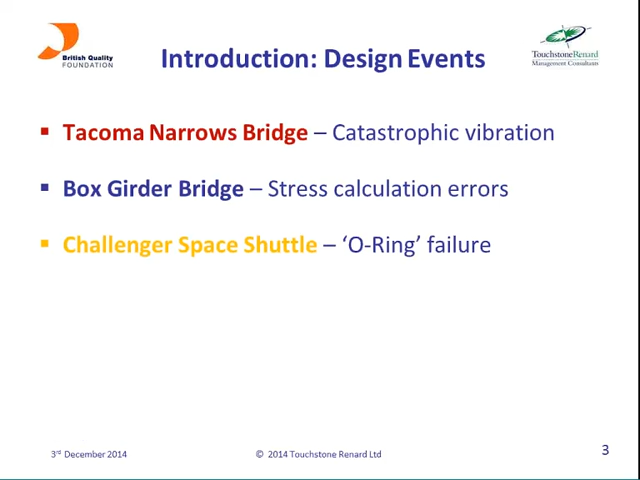 British Quality
FOUNDATION
Introduction: Design Events
TouchstoneRenard
Management Consultants
▪ Tacoma Narrows Bridge – Catastrophic vibration
▪ Box Girder Bridge – Stress calculation errors
▪ Challenger Space Shuttle – ‘O-Ring’ failure
3rd December 2014
© 2014 Touchstone Renard Ltd
3